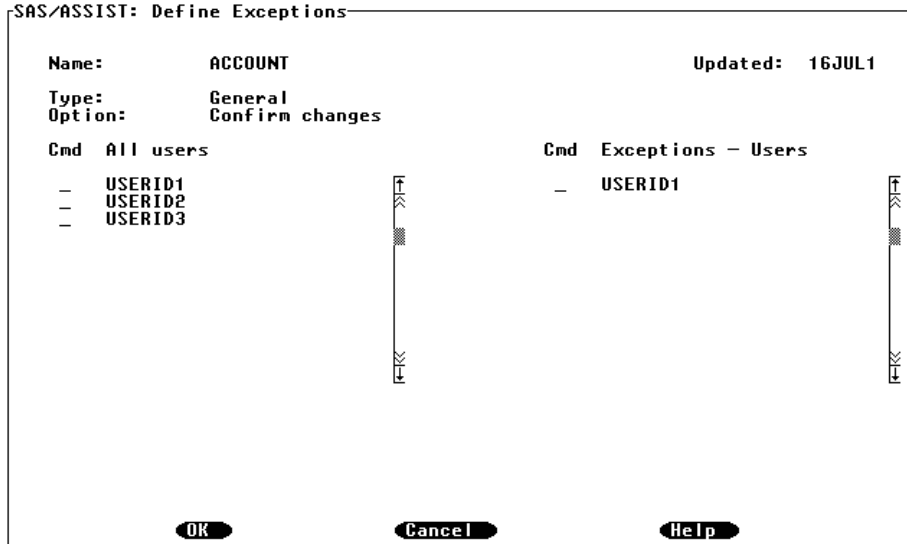 SAS/ASSIST: Define Exceptions
Name: ACCOUNT Updated: 16JUL1
Type: General
Option: Confirm changes
Cmd All users Cmd Exceptions — Users
_ USERID1 _ USERID1
_ USERID2
_ USERID3
OK Cancel Help